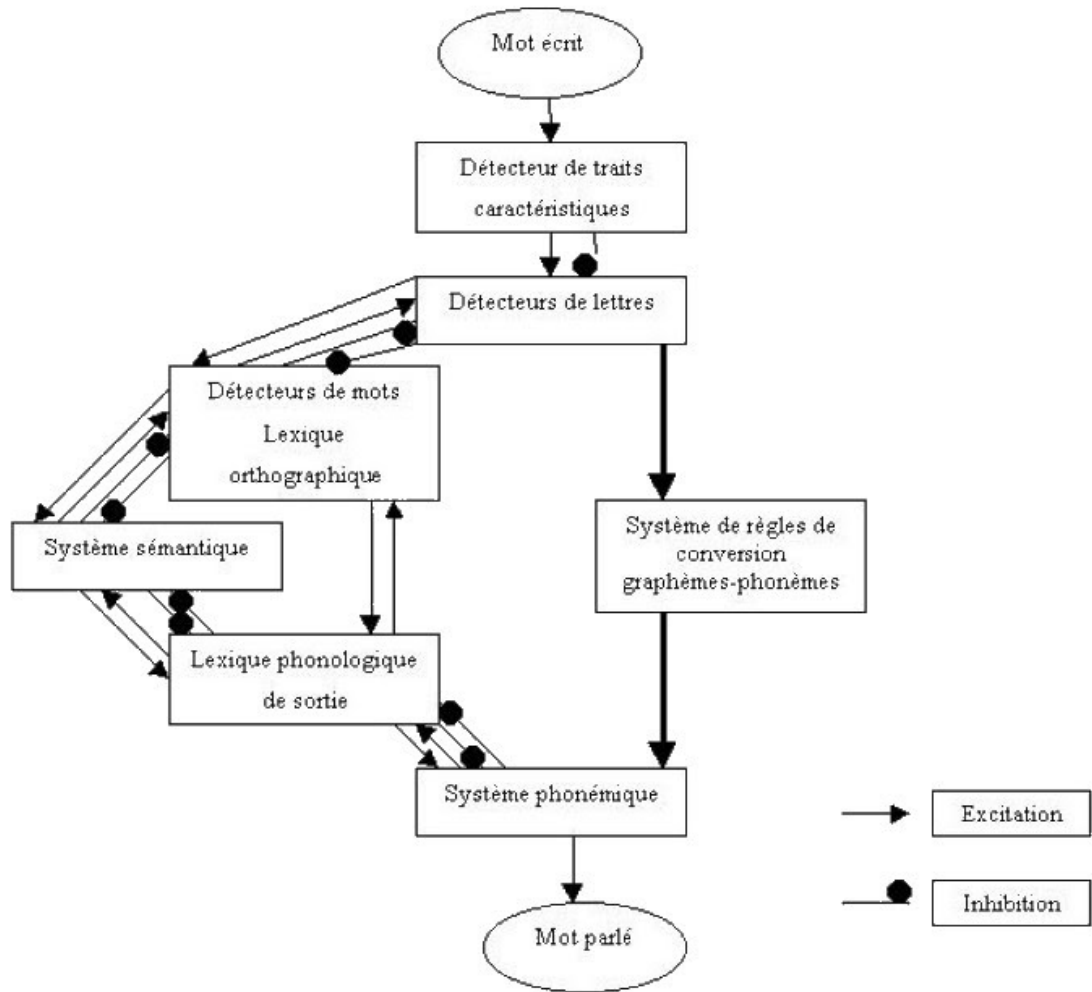 Mot écrit
Détecteur de traits
caractéristiques
Détecteurs de lettres
Détecteurs de mots
Lexique
orthographique
Système sémantique
Système de règles de
conversion
graphèmes-phonèmes
Lexique phonologique
de sortie
Système phonémique
Excitation
Inhibition
Mot parlé